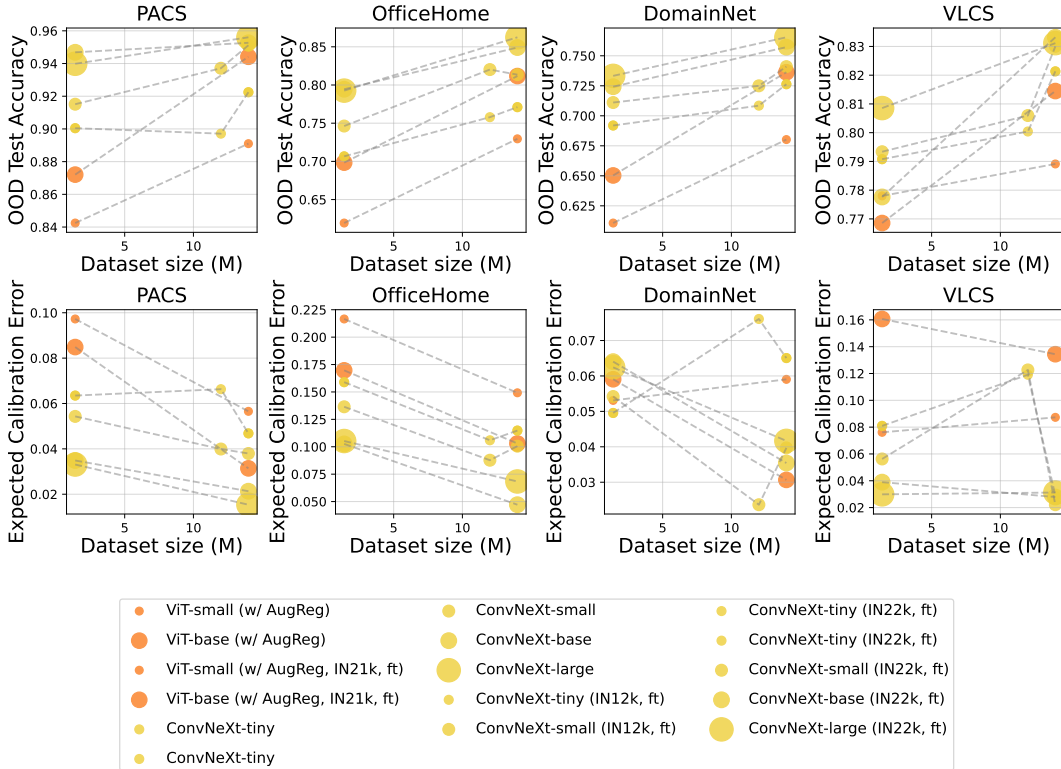 PACS
OfficeHome
DomainNet
VLCS
OOD Test Accuracy
0.96
0.94
0.92
0.90
0.88
0.86
0.84
5
10
Dataset size (M)
OOD Test Accuracy
0.85
0.80
0.75
0.70
0.65
5
10
Dataset size (M)
OOD Test Accuracy
0.750
0.725
0.700
0.675
0.650
0.625
5
10
Dataset size (M)
OOD Test Accuracy
0.83
0.82
0.81
0.80
0.79
0.78
0.77
5
10
Dataset size (M)
PACS
OfficeHome
DomainNet
VLCS
Expected Calibration Error
0.10
0.08
0.06
0.04
0.02
5
10
Dataset size (M)
Expected Calibration Error
0.225
0.200
0.175
0.150
0.125
0.100
0.075
0.050
5
10
Dataset size (M)
Expected Calibration Error
0.07
0.06
0.05
0.04
0.03
5
10
Dataset size (M)
Expected Calibration Error
0.16
0.14
0.12
0.10
0.08
0.06
0.04
0.02
5
10
Dataset size (M)
ViT-small (w/ AugReg)
ViT-base (w/ AugReg)
ViT-small (w/ AugReg, IN21k, ft)
ViT-base (w/ AugReg, IN21k, ft)
ConvNeXt-tiny
ConvNeXt-tiny
ConvNeXt-small
ConvNeXt-base
ConvNeXt-large
ConvNeXt-tiny (IN12k, ft)
ConvNeXt-small (IN12k, ft)
ConvNeXt-tiny (IN22k, ft)
ConvNeXt-tiny (IN22k, ft)
ConvNeXt-small (IN22k, ft)
ConvNeXt-base (IN22k, ft)
ConvNeXt-large (IN22k, ft)